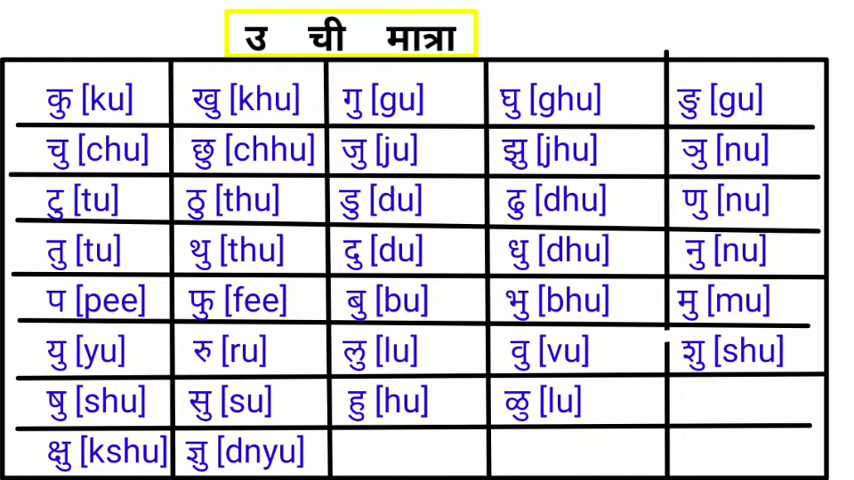 उ ची मात्रा
कु [ku] खु [khu] गु [gu] घु [ghu] ङु [gu]
चु [chu] छु [chhu] जु [ju] झु [jhu] ञु [nu]
टु [tu] ठु [thu] डु [du] ढु [dhu] णु [nu]
तु [tu] थु [thu] दु [du] धु [dhu] नु [nu]
प [pee] फु [fee] बु [bu] भु [bhu] मु [mu]
यु [yu] रु [ru] लु [lu] वु [vu] शु [shu]
षु [shu] सु [su] हु [hu] ळु [lu]
क्षु [kshu] ज्ञु [dnyu]